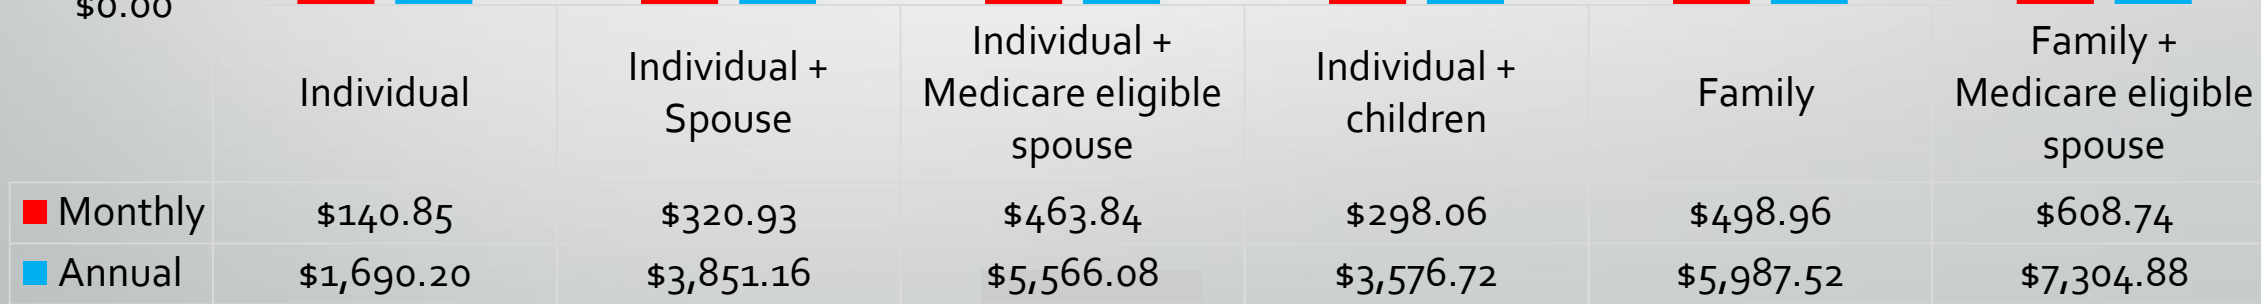 $0.00
Individual
Individual +
Spouse
Individual +
Medicare eligible
spouse
Individual +
children
Family
Family +
Medicare eligible
spouse
Monthly $140.85 $320.93 $463.84 $298.06 $498.96 $608.74
Annual $1,690.20 $3,851.16 $5,566.08 $3,576.72 $5,987.52 $7,304.88